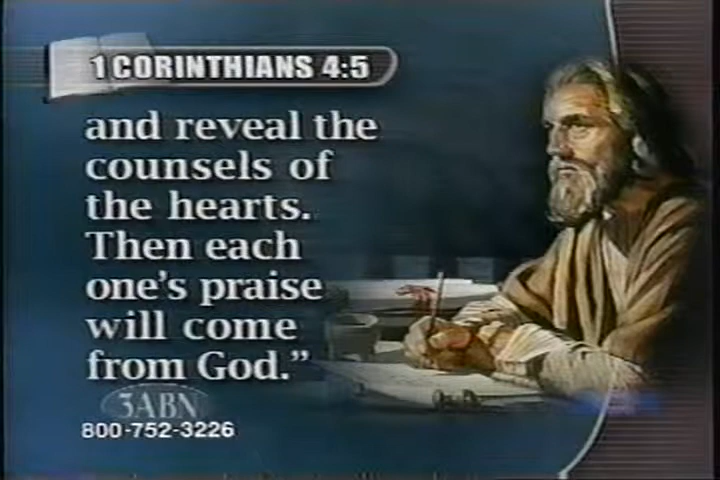 1 CORINTHIANS 4:5
and reveal the
counsels of
the hearts.
Then each
one's praise
will come
from God."
3ABN
800-752-3226